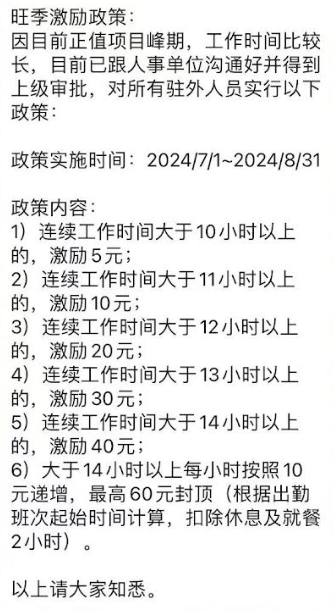 旺季激励政策：
因目前正值项目峰期，工作时间比较
长，目前已跟人事单位沟通好并得到
上级审批，对所有驻外人员实行以下
政策：
政策实施时间：2024/7/1~2024/8/31
政策内容：
1）连续工作时间大于10小时以上
的，激励5元；
2）连续工作时间大于11小时以上
的，激励10元；
3）连续工作时间大于12小时以上
的，激励20元；
4）连续工作时间大于13小时以上
的，激励30元；
5）连续工作时间大于14小时以上
的，激励40元；
6）大于14小时以上每小时按照10
元递增，最高60元封顶（根据出勤
班次起始时间计算，扣除休息及就餐
2小时）。
以上请大家知悉。